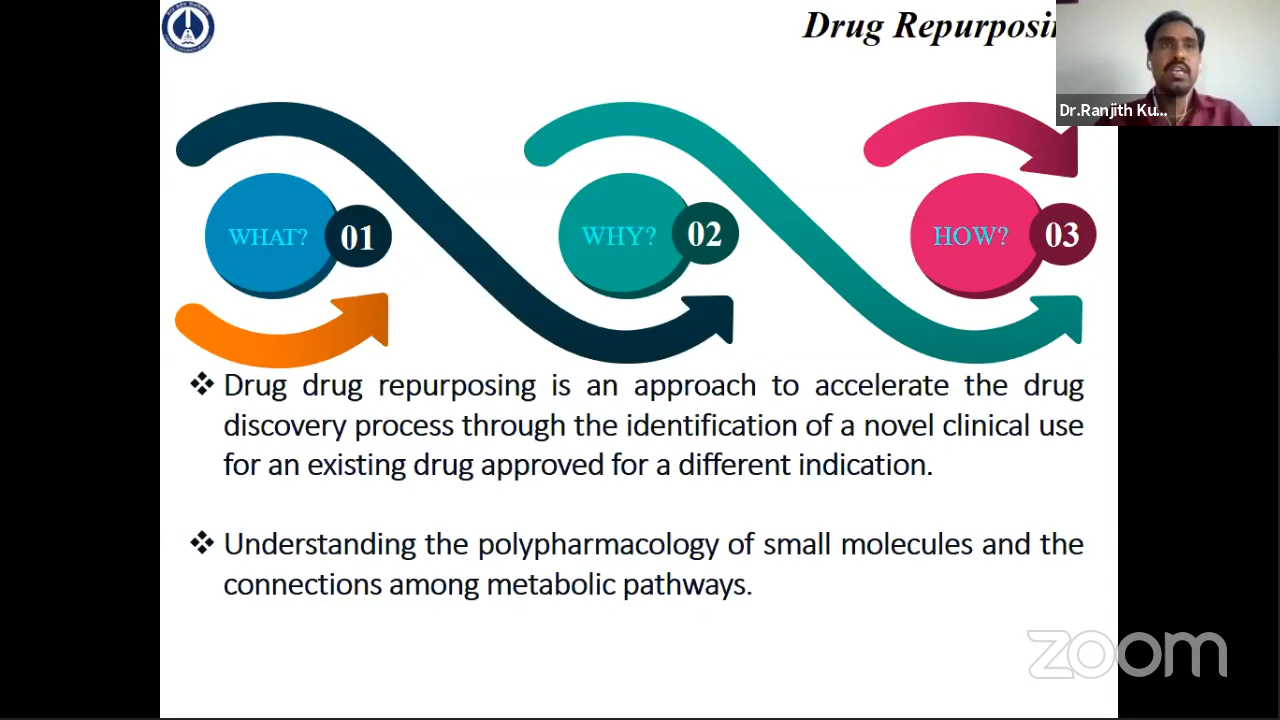 Drug Repurposin
Dr.Ranjith Ku...
WHAT? 01
WHY? 02
HOW? 03
❖ Drug drug repurposing is an approach to accelerate the drug
discovery process through the identification of a novel clinical use
for an existing drug approved for a different indication.
❖ Understanding the polypharmacology of small molecules and the
connections among metabolic pathways.
zoom